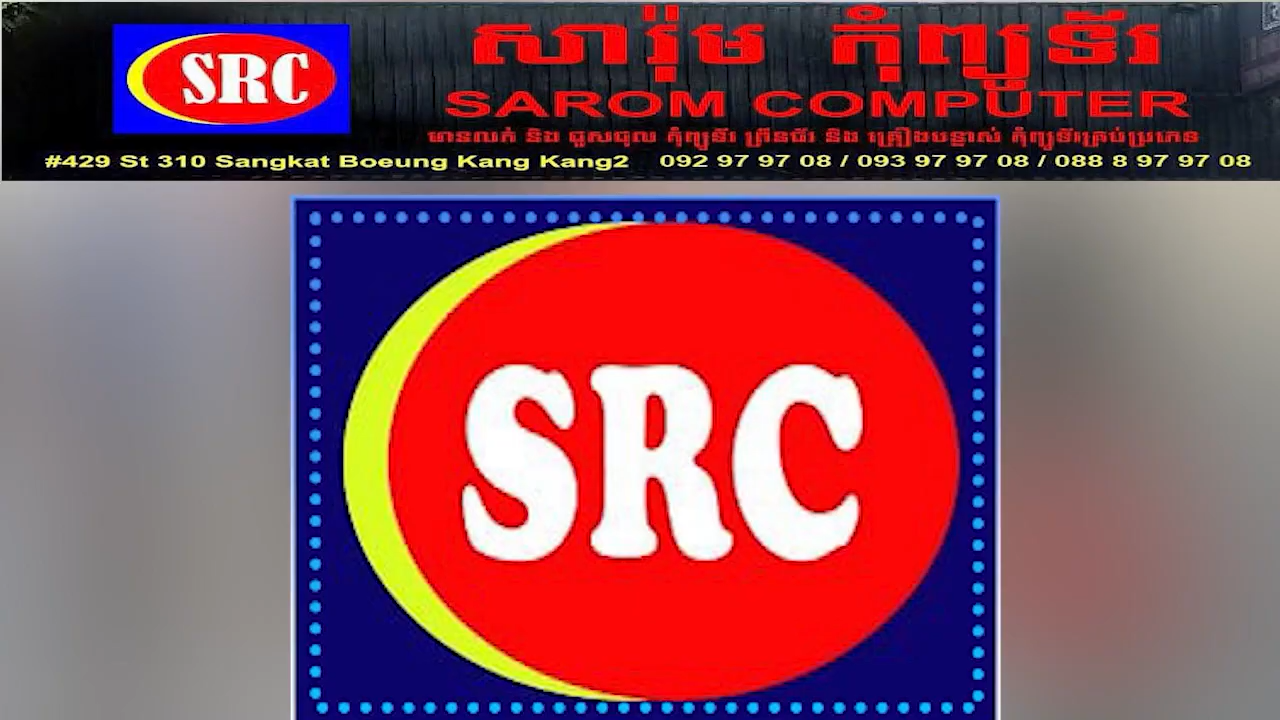 SRC
សារ៉ុម កុំព្យូទ័រ
SAROM COMPUTER
មានលក់ និង ជួសជុល កុំព្យូទ័រ ព្រីនធ័រ និង គ្រឿងបន្លាស់ កុំព្យូទ័រគ្រប់ប្រភេទ
#429 St 310 Sangkat Boeung Kang Kang2 092 97 97 08 / 093 97 97 08 / 088 8 97 97 08
SRC